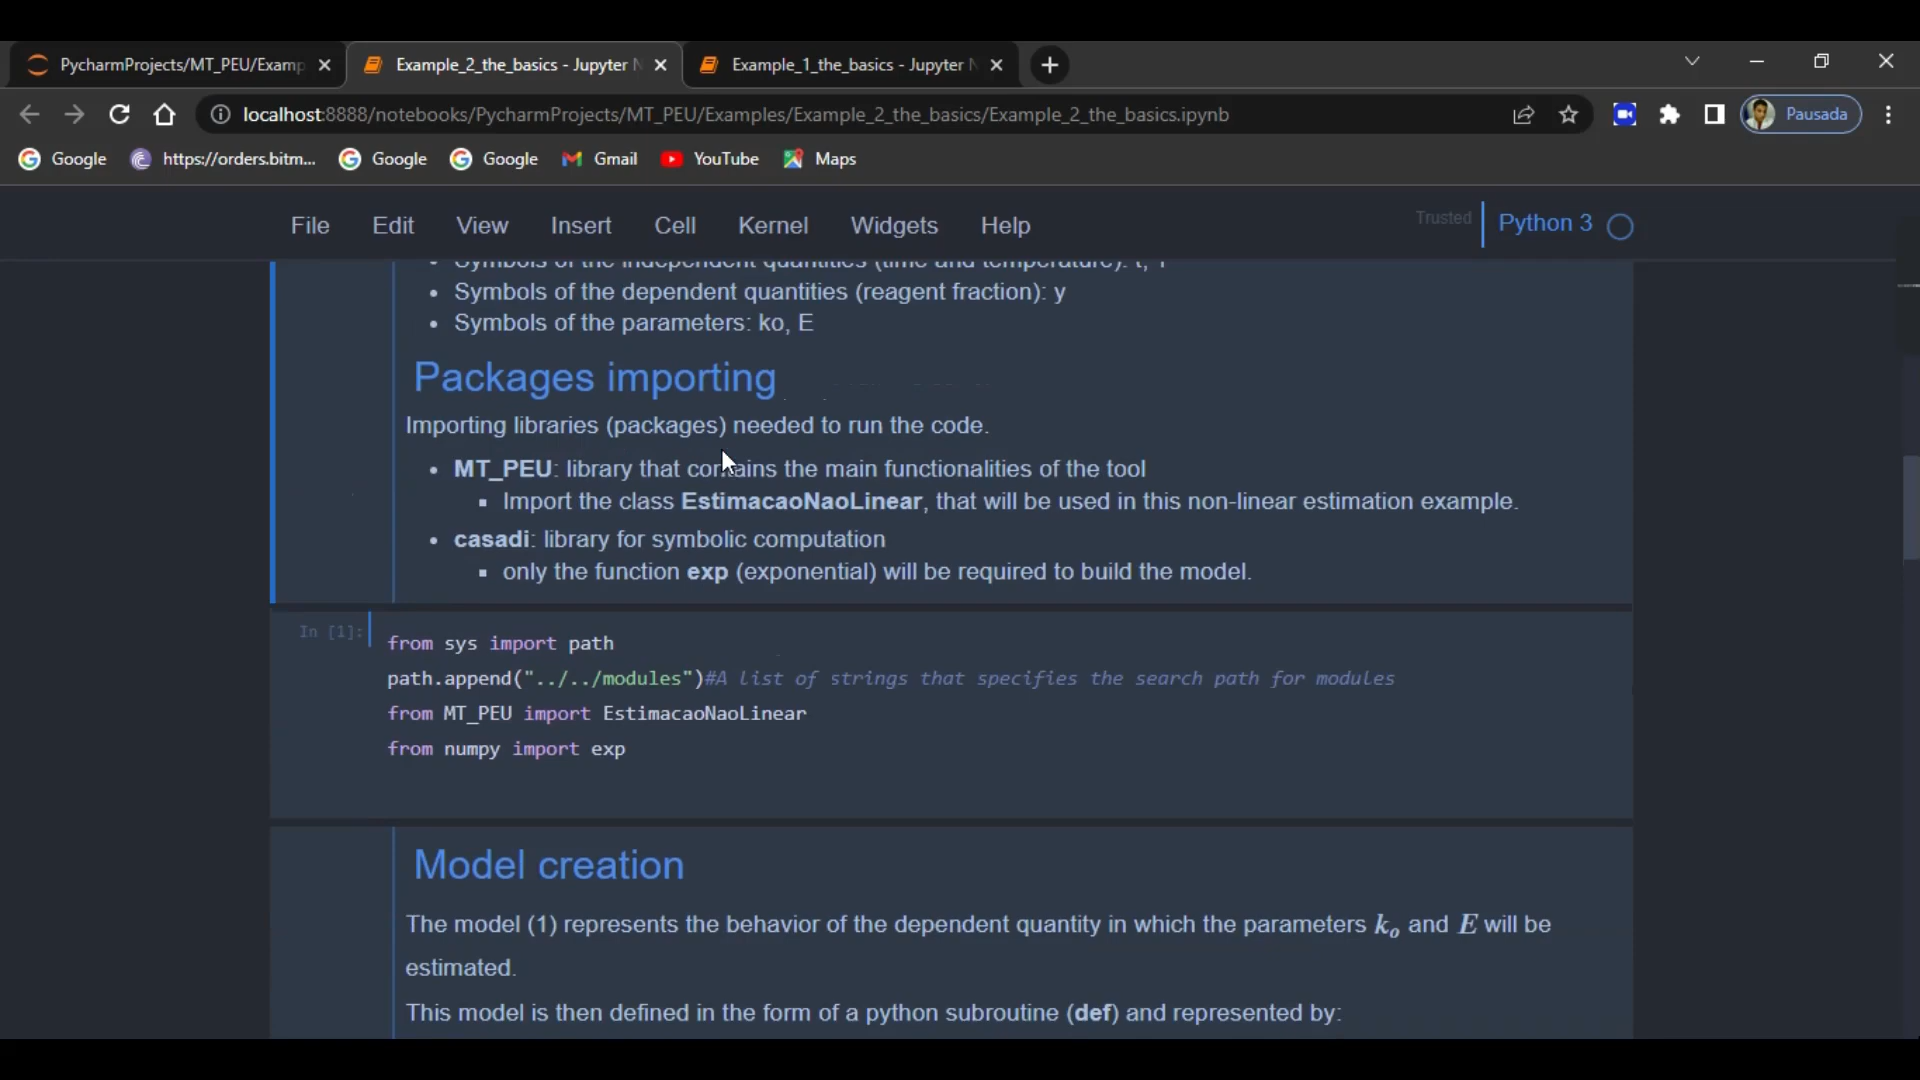 PycharmProjects/MT_PEU/Examp
Example_2_the_basics - Jupyter N
Example_1_the_basics - Jupyter N
localhost:8888/notebooks/PycharmProjects/MT_PEU/Examples/Example_2_the_basics/Example_2_the_basics.ipynb
Pausada
Google
https://orders.bitm...
Google
Google
Gmail
YouTube
Maps
File Edit View Insert Cell Kernel Widgets Help
Trusted
Python 3
Symbols of the independent quantities (time and temperature): t, T
• Symbols of the dependent quantities (reagent fraction): y
• Symbols of the parameters: ko, E
Packages importing
Importing libraries (packages) needed to run the code.
• MT_PEU: library that contains the main functionalities of the tool
▪ Import the class EstimacaoNaoLinear, that will be used in this non-linear estimation example.
• casadi: library for symbolic computation
▪ only the function exp (exponential) will be required to build the model.
In [1]:
from sys import path
path.append("../../modules")#A list of strings that specifies the search path for modules
from MT_PEU import EstimacaoNaoLinear
from numpy import exp
Model creation
The model (1) represents the behavior of the dependent quantity in which the parameters kₒ and E will be
estimated.
This model is then defined in the form of a python subroutine (def) and represented by: